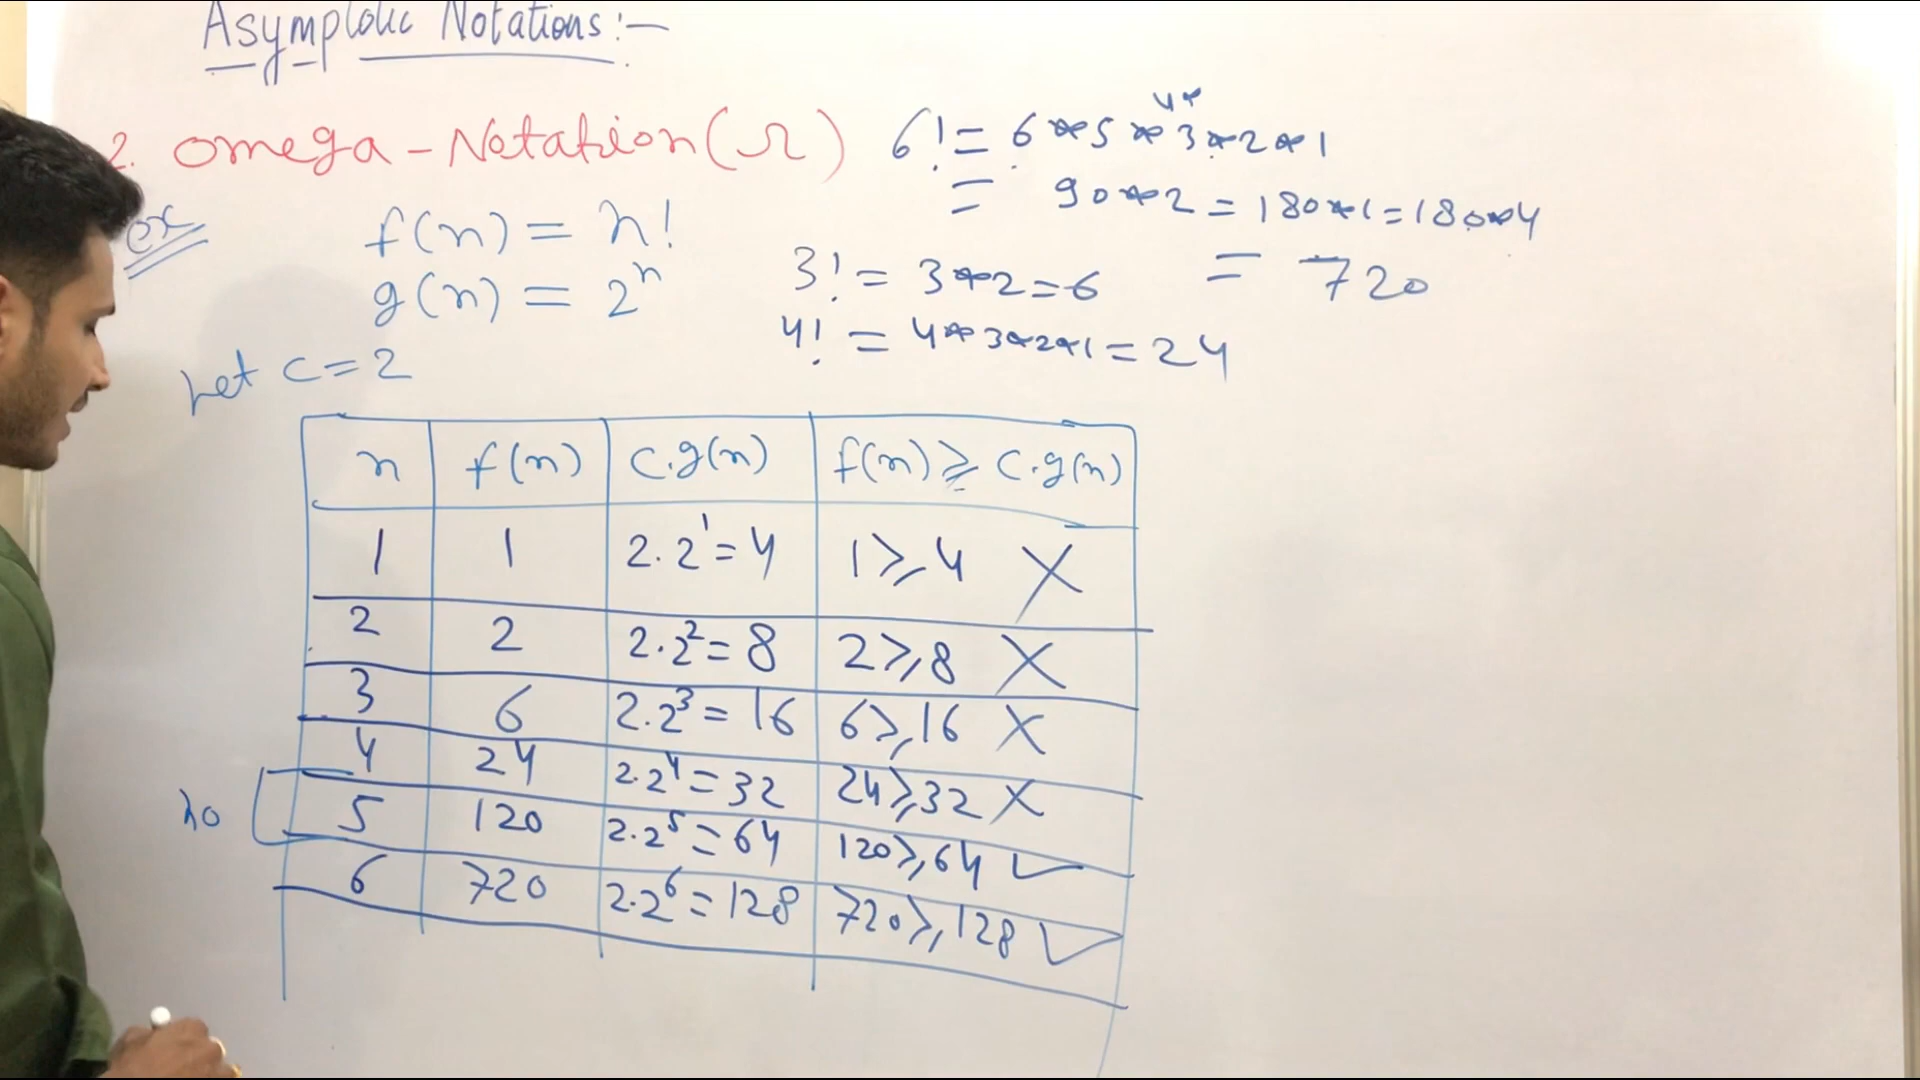 Asymptotic Notations:-
2. Omega-Notation(Ω)
ex
f(n) = n!
g(n) = 2^n
Let c=2
4*
6! = 6*5*3*2*1
= 90*2 = 180*1 = 180*4
= 720
3! = 3*2=6
4! = 4*3*2*1 = 24
n f(n) c.g(n) f(n) ≥ c.g(n)
1 1 2.2^1=4 1≥4 X
2 2 2.2^2=8 2≥8 X
3 6 2.2^3=16 6≥16 X
4 24 2.2^4=32 24≥32 X
n0 5 120 2.2^5=64 120≥64 ✓
6 720 2.2^6=128 720≥128 ✓